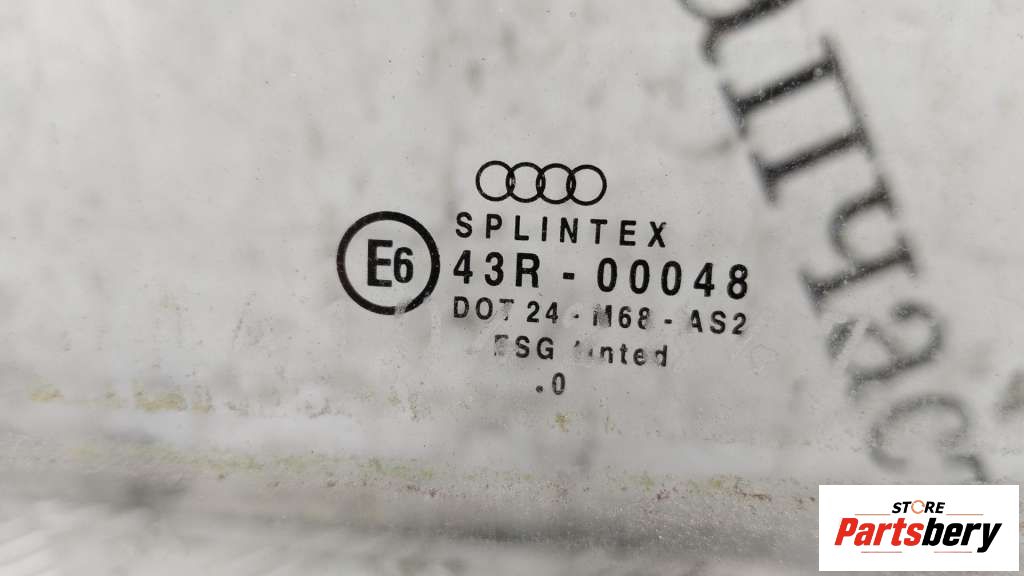 SPLINTEX
E6
43R - 00048
DOT 24 - M68 - AS2
ESG tinted
.0
STORE
Partsbery